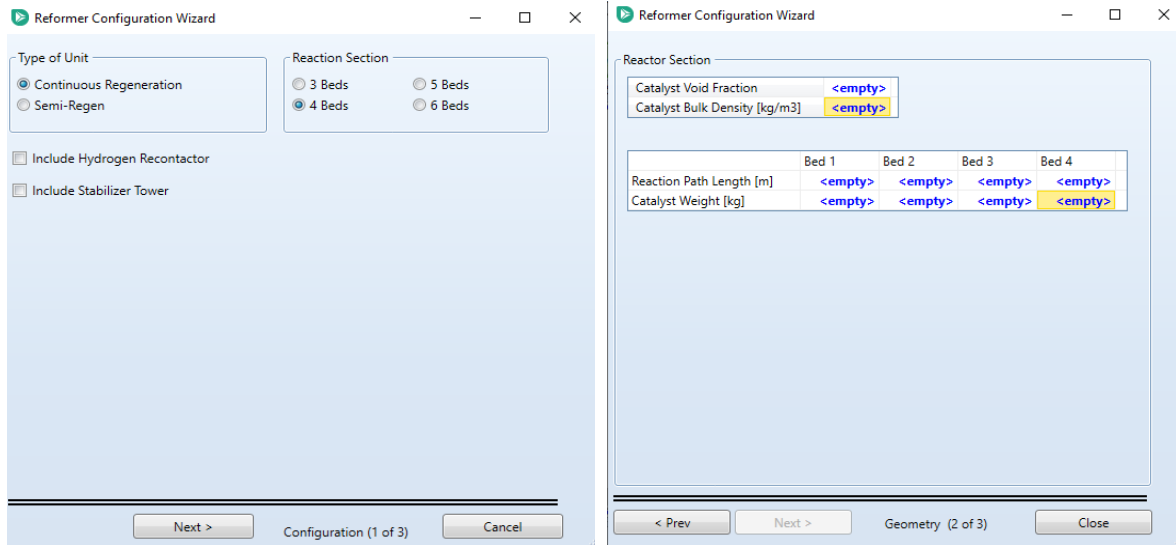 Reformer Configuration Wizard
Type of Unit
Continuous Regeneration
Semi-Regen
Reaction Section
3 Beds 5 Beds
4 Beds 6 Beds
Include Hydrogen Recontactor
Include Stabilizer Tower
Next > Configuration (1 of 3) Cancel
Reformer Configuration Wizard
Reactor Section
Catalyst Void Fraction <empty>
Catalyst Bulk Density [kg/m3] <empty>
Bed 1 Bed 2 Bed 3 Bed 4
Reaction Path Length [m] <empty> <empty> <empty> <empty>
Catalyst Weight [kg] <empty> <empty> <empty> <empty>
< Prev Next > Geometry (2 of 3) Close